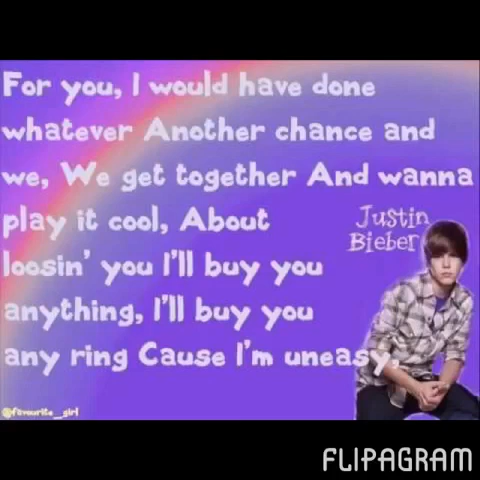 For you, I would have done
whatever Another chance and
we, We get together And wanna
play it cool, About
loosin' you I'll buy you
anything, I'll buy you
any ring Cause I'm uneasy,
Justin
Bieber
@favourite__girl
FLIPAGRAM